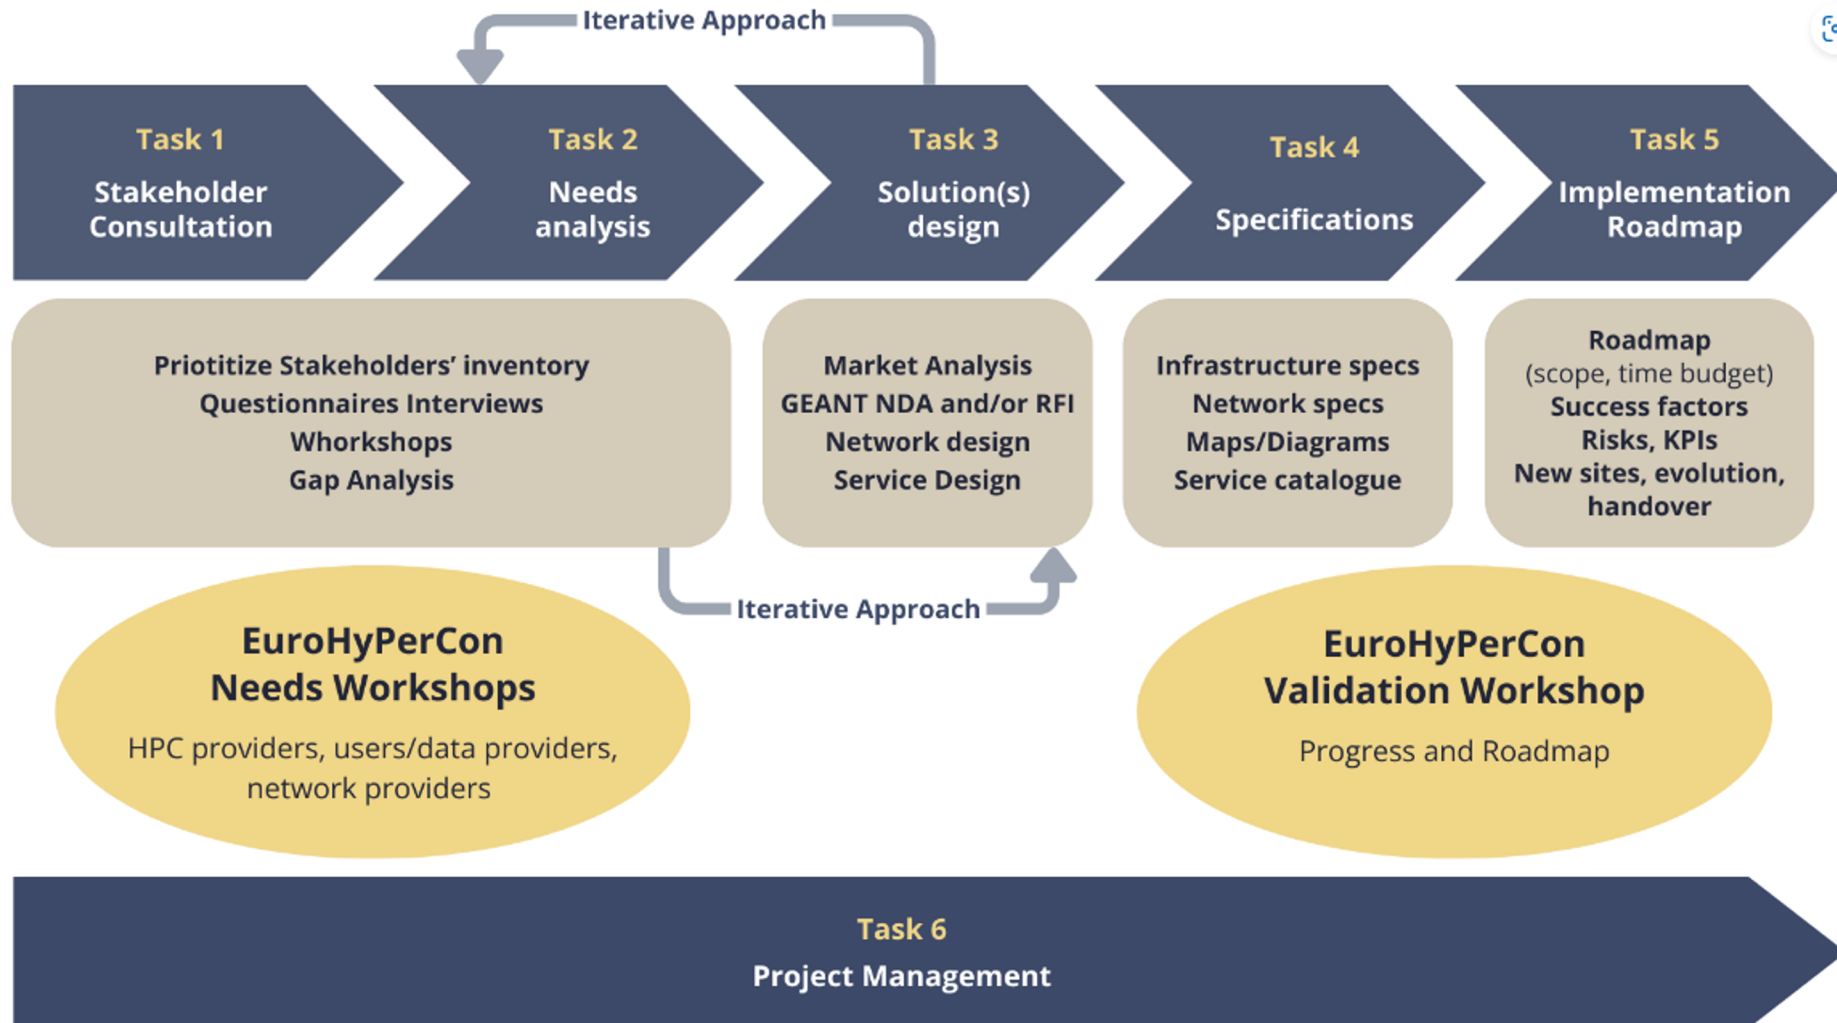 Iterative Approach
Task 1
Stakeholder
Consultation
Task 2
Needs
analysis
Task 3
Solution(s)
design
Task 4
Specifications
Task 5
Implementation
Roadmap
Priotitize Stakeholders’ inventory
Questionnaires Interviews
Whorkshops
Gap Analysis
Market Analysis
GEANT NDA and/or RFI
Network design
Service Design
Infrastructure specs
Network specs
Maps/Diagrams
Service catalogue
Roadmap
(scope, time budget)
Success factors
Risks, KPIs
New sites, evolution,
handover
Iterative Approach
EuroHyPerCon
Needs Workshops
HPC providers, users/data providers,
network providers
EuroHyPerCon
Validation Workshop
Progress and Roadmap
Task 6
Project Management